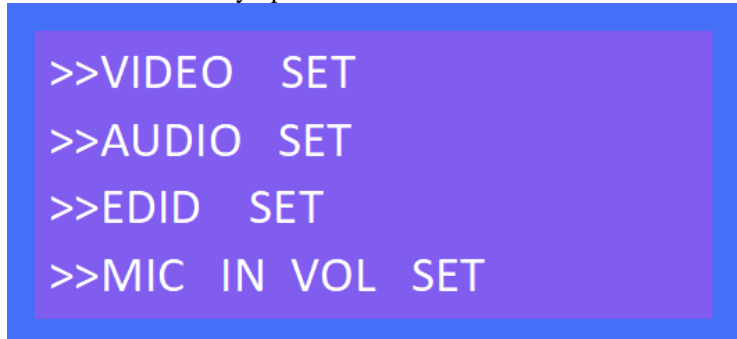 >>VIDEO SET
>>AUDIO SET
>>EDID SET
>>MIC IN VOL SET